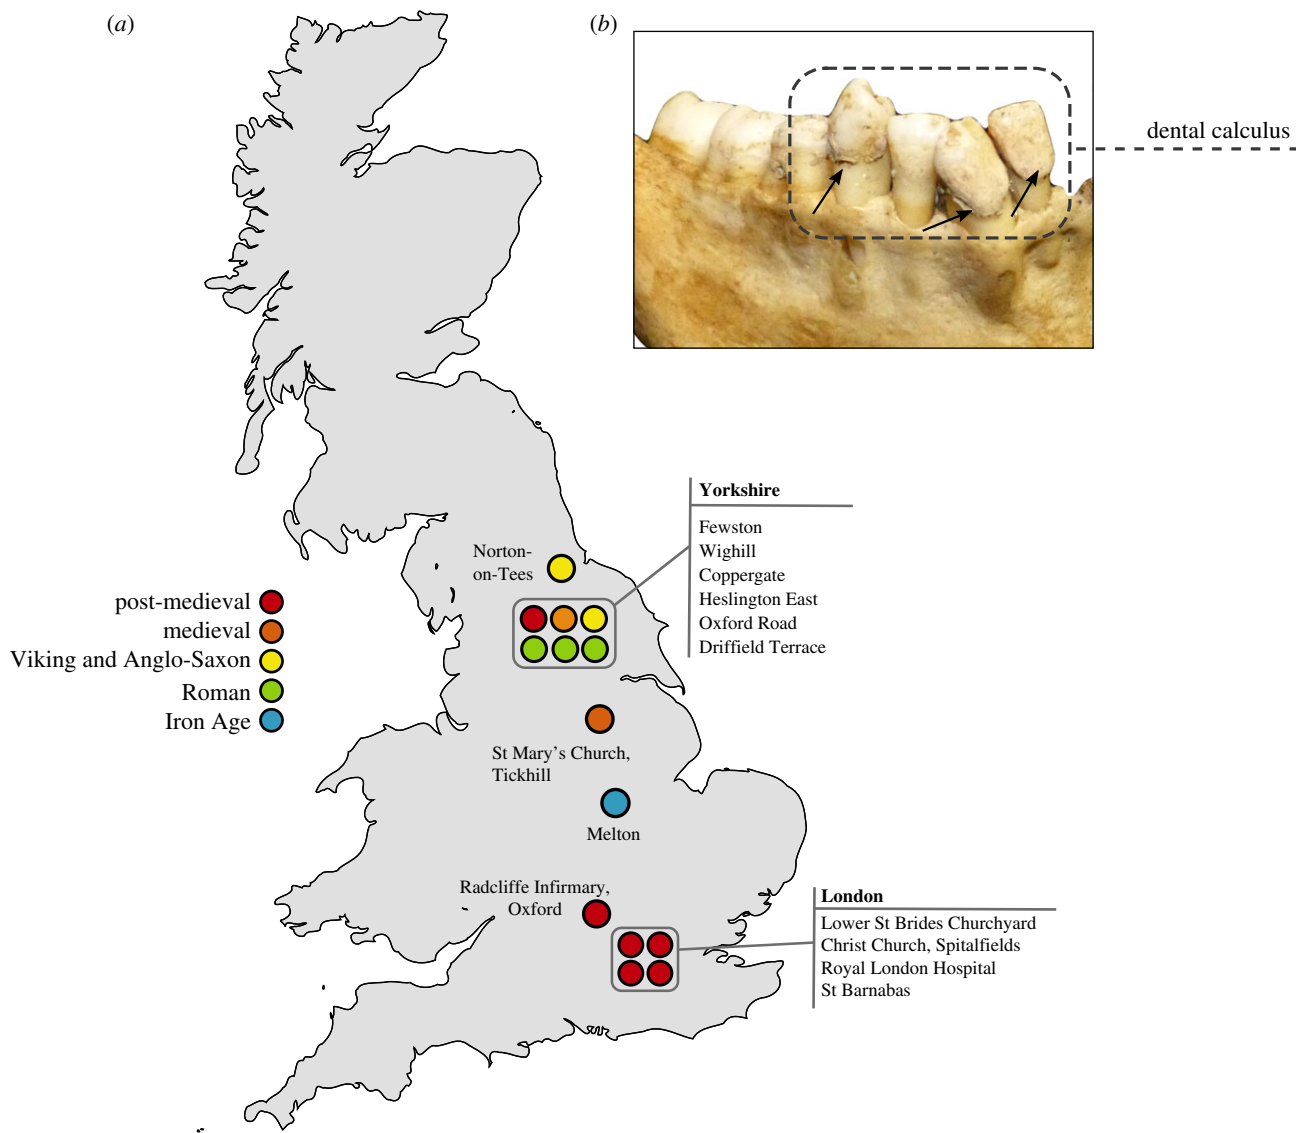 (a)
(b)
dental calculus
Yorkshire
Fewston
Wighill
Coppergate
Heslington East
Oxford Road
Driffield Terrace
Norton-
on-Tees
post-medieval
medieval
Viking and Anglo-Saxon
Roman
Iron Age
St Mary's Church,
Tickhill
Melton
Radcliffe Infirmary,
Oxford
London
Lower St Brides Churchyard
Christ Church, Spitalfields
Royal London Hospital
St Barnabas